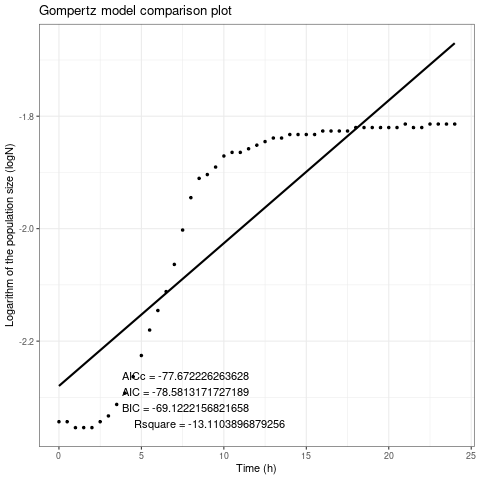 Gompertz model comparison plot
Logarithm of the population size (logN)
-1.8
-2.0
-2.2
AICc = -77.672226263628
AIC = -78.5813171727189
BIC = -69.1222156821658
Rsquare = -13.1103896879256
0 5 10 15 20 25
Time (h)